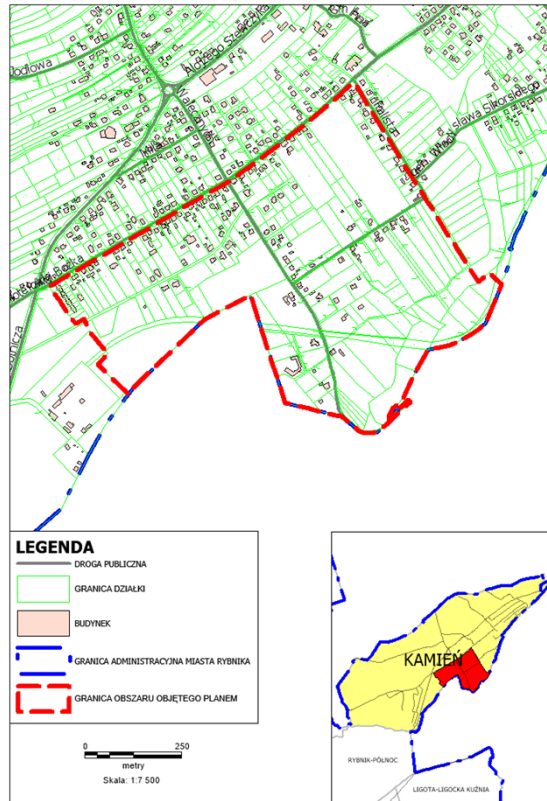 Miła
LEGENDA
DROGA PUBLICZNA
GRANICA DZIAŁKI
BUDYNEK
GRANICA ADMINISTRACYJNA MIASTA RYBNIKA
GRANICA OBSZARU OBJĘTEGO PLANEM
0 250
metry
Skala: 1:7 500
KAMIEŃ
RYBNIK-PÓŁNOC
LIGOTA-LIGOCKA KUŹNIA